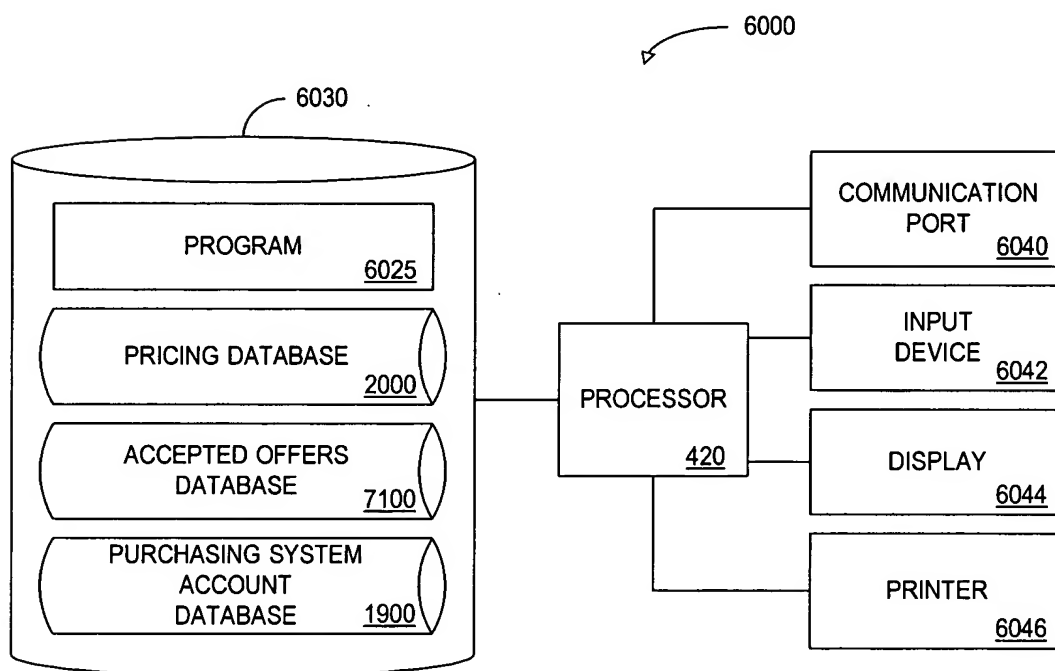 6000
6030
PROGRAM
6025
PRICING DATABASE
2000
ACCEPTED OFFERS
DATABASE
7100
PURCHASING SYSTEM
ACCOUNT
DATABASE
1900
PROCESSOR
420
COMMUNICATION
PORT
6040
INPUT
DEVICE
6042
DISPLAY
6044
PRINTER
6046